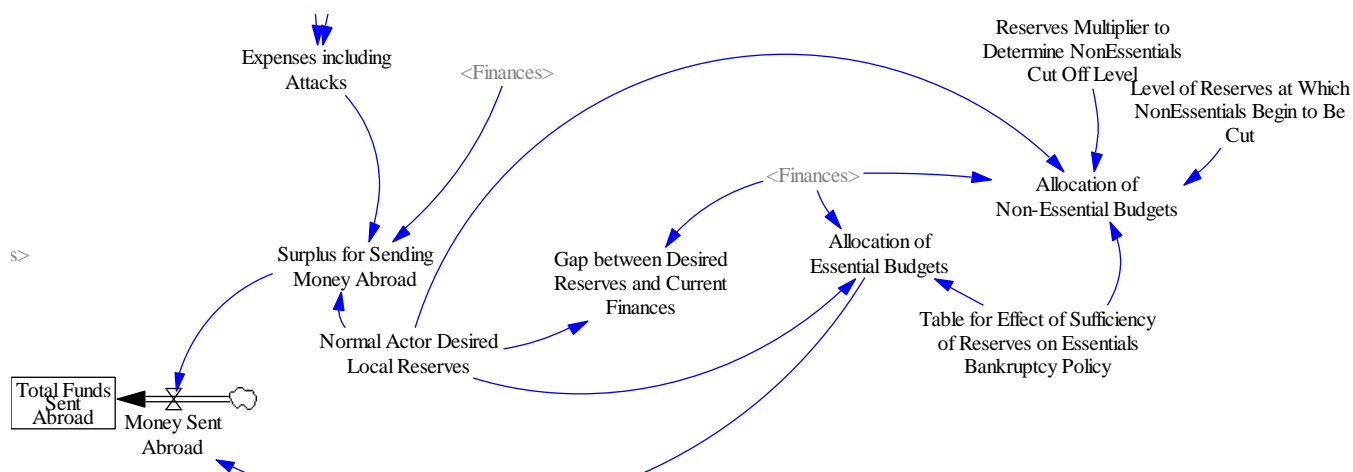 Expenses including
Attacks
<Finances>
Reserves Multiplier to
Determine NonEssentials
Cut Off Level
Level of Reserves at Which
NonEssentials Begin to Be
Cut
<Finances>
Allocation of
Non-Essential Budgets
s>
Surplus for Sending
Money Abroad
Gap between Desired
Reserves and Current
Finances
Allocation of
Essential Budgets
Normal Actor Desired
Local Reserves
Table for Effect of Sufficiency
of Reserves on Essentials
Bankruptcy Policy
Total Funds
Sent
Abroad
Money Sent
Abroad